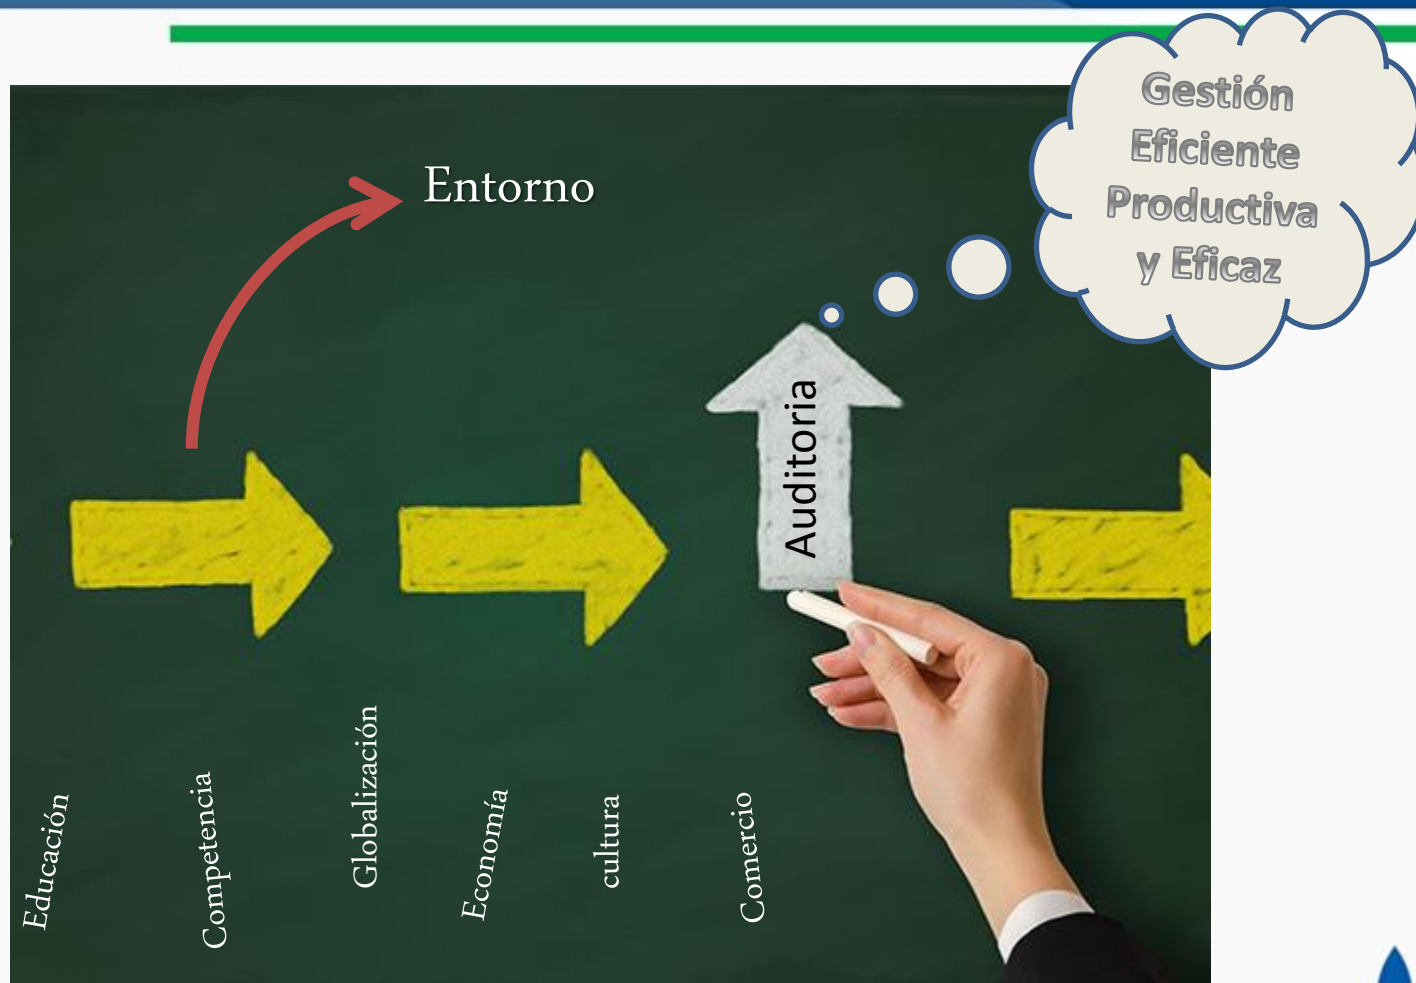 Gestión
Eficiente
Productiva
y Eficaz
Entorno
Auditoria
Educación
Competencia
Globalización
Economía
cultura
Comercio